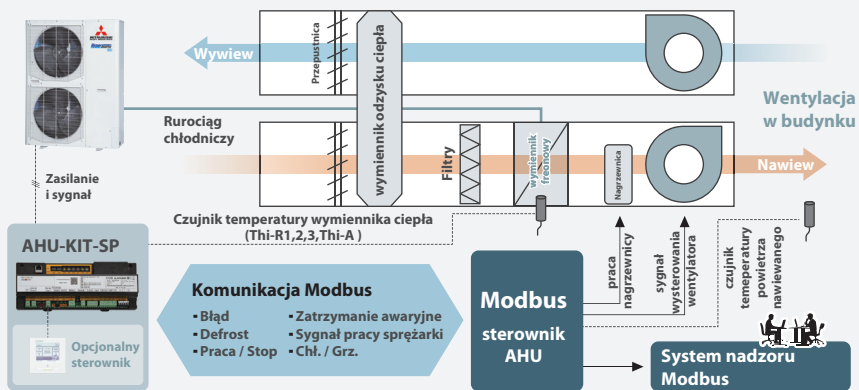 MITSUBISHI
Wywiew
Przepustnica
wymiennik odzysku ciepła
Wentylacja
w budynku
Rurociąg
chłodniczy
Filtry
wymiennik
freonowy
Nagrzewnica
Nawiew
Zasilanie
i sygnał
Czujnik temperatury wymiennika ciepła
(Thi-R1,2,3,Thi-A )
AHU-KIT-SP
Opcjonalny
sterownik
Komunikacja Modbus
▪ Błąd
▪ Defrost
▪ Praca / Stop
▪ Zatrzymanie awaryjne
▪ Sygnał pracy sprężarki
▪ Chł. / Grz.
Modbus
sterownik
AHU
praca
nagrzewnicy
sygnał
wysterowania
wentylatora
czujnik
temeperatury
powietrza
nawiewanego
System nadzoru
Modbus